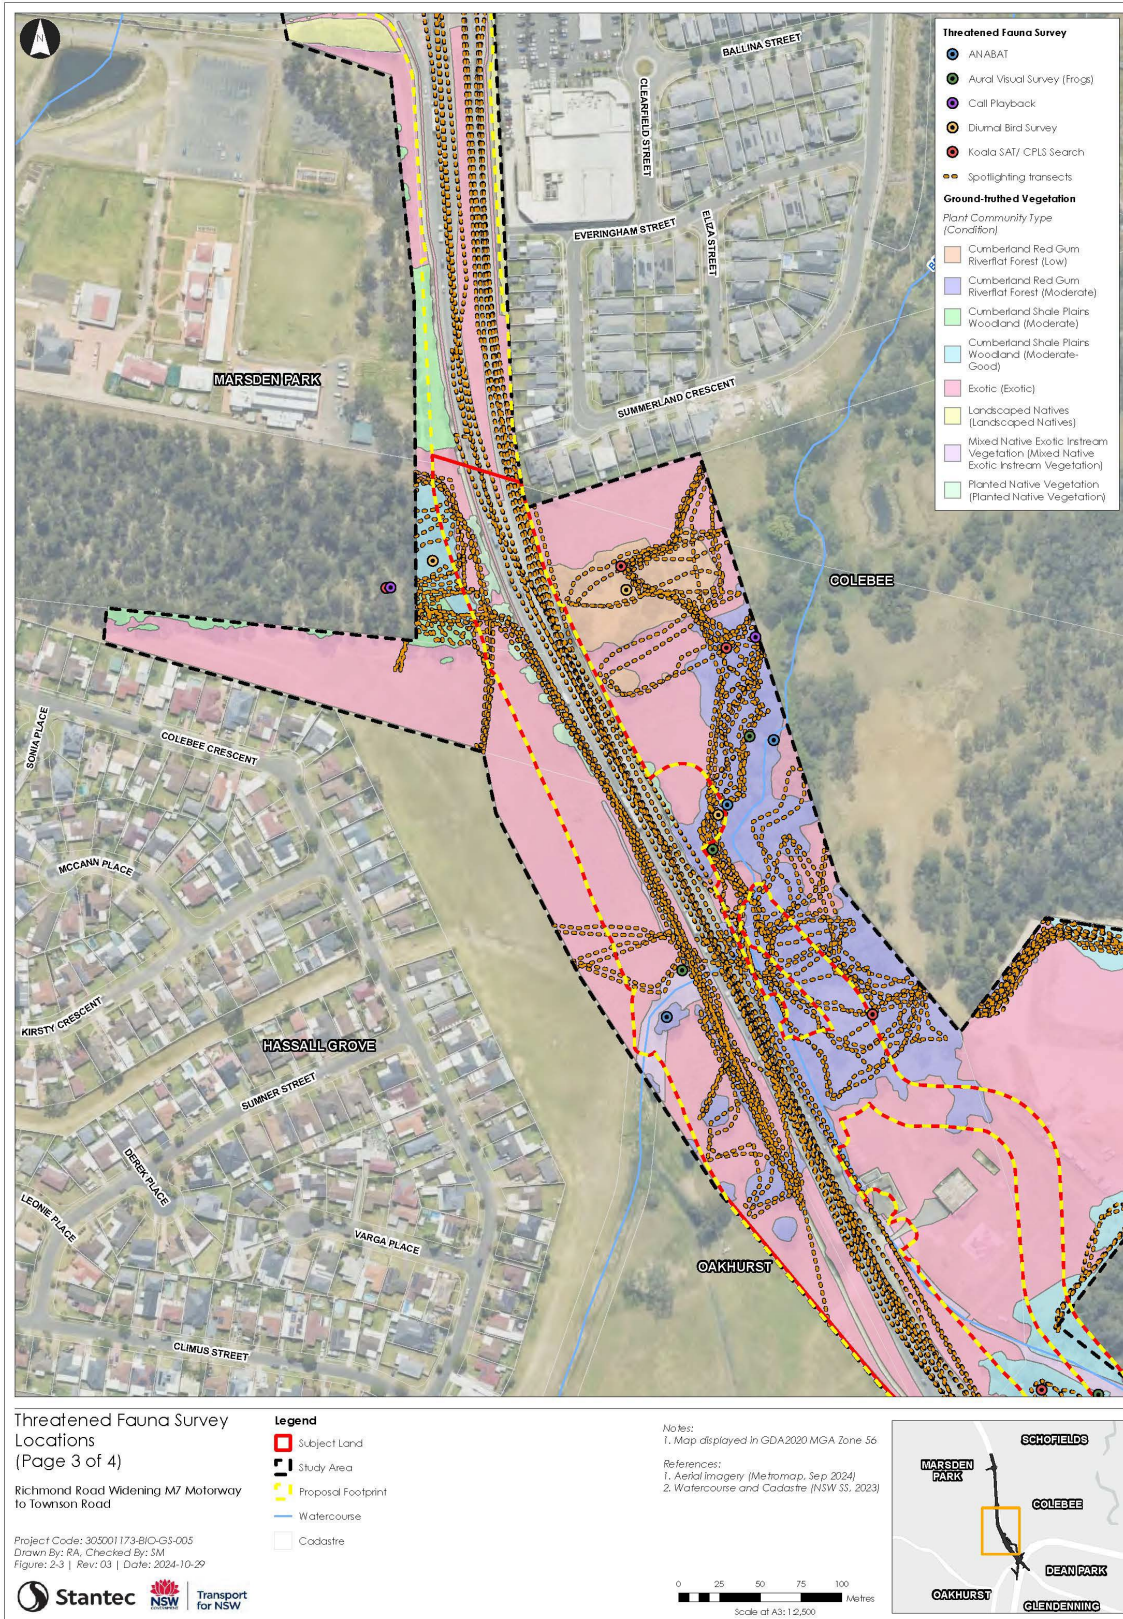 N
BALLINA STREET
CLEARFIELD STREET
EVERINGHAM STREET
ELIZA STREET
SUMMERLAND CRESCENT
MARSDEN PARK
COLEBEE
SONIA PLACE
COLEBEE CRESCENT
MCCANN PLACE
KIRSTY CRESCENT
HASSALL GROVE
SUMNER STREET
DEREK PLACE
LEONIE PLACE
VARGA PLACE
CLIMUS STREET
OAKHURST
Threatened Fauna Survey
ANABAT
Aural Visual Survey (Frogs)
Call Playback
Diurnal Bird Survey
Koala SAT/ CPLS Search
Spotlighting transects
Ground-truthed Vegetation
Plant Community Type
(Condition)
Cumberland Red Gum
Riverflat Forest (Low)
Cumberland Red Gum
Riverflat Forest (Moderate)
Cumberland Shale Plains
Woodland (Moderate)
Cumberland Shale Plains
Woodland (Moderate-
Good)
Exotic (Exotic)
Landscaped Natives
(Landscaped Natives)
Mixed Native Exotic Instream
Vegetation (Mixed Native
Exotic Instream Vegetation)
Planted Native Vegetation
(Planted Native Vegetation)
Threatened Fauna Survey
Locations
(Page 3 of 4)
Richmond Road Widening M7 Motorway
to Townson Road
Project Code: 305001173-BIO-GS-005
Drawn By: RA, Checked By: SM
Figure: 2-3 | Rev: 03 | Date: 2024-10-29
Stantec
NSW
GOVERNMENT
Transport
for NSW
Legend
Subject Land
Study Area
Proposal Footprint
Watercourse
Cadastre
Notes:
1. Map displayed in GDA2020 MGA Zone 56
References:
1. Aerial imagery (Metromap, Sep 2024)
2. Watercourse and Cadastre (NSW SS, 2023)
0 25 50 75 100
Metres
Scale at A3: 1:2,500
SCHOFIELDS
MARSDEN
PARK
COLEBEE
DEAN PARK
OAKHURST
GLENDENNING